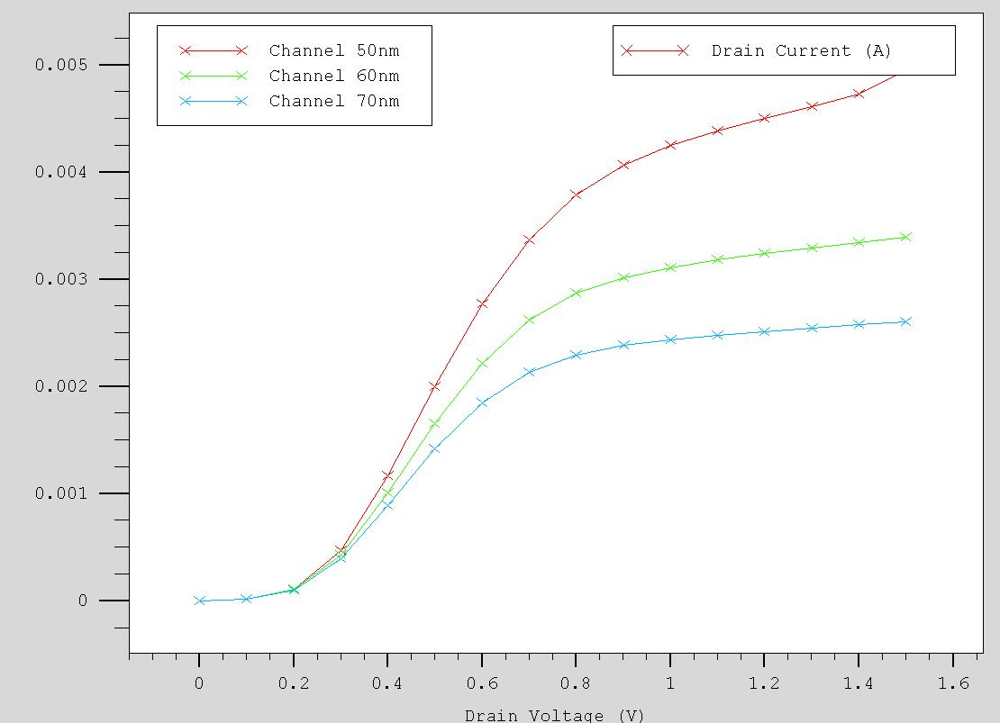 Channel 50nm
Channel 60nm
Channel 70nm
Drain Current (A)
0.005
0.004
0.003
0.002
0.001
0
0 0.2 0.4 0.6 0.8 1 1.2 1.4 1.6
Drain Voltage (V)